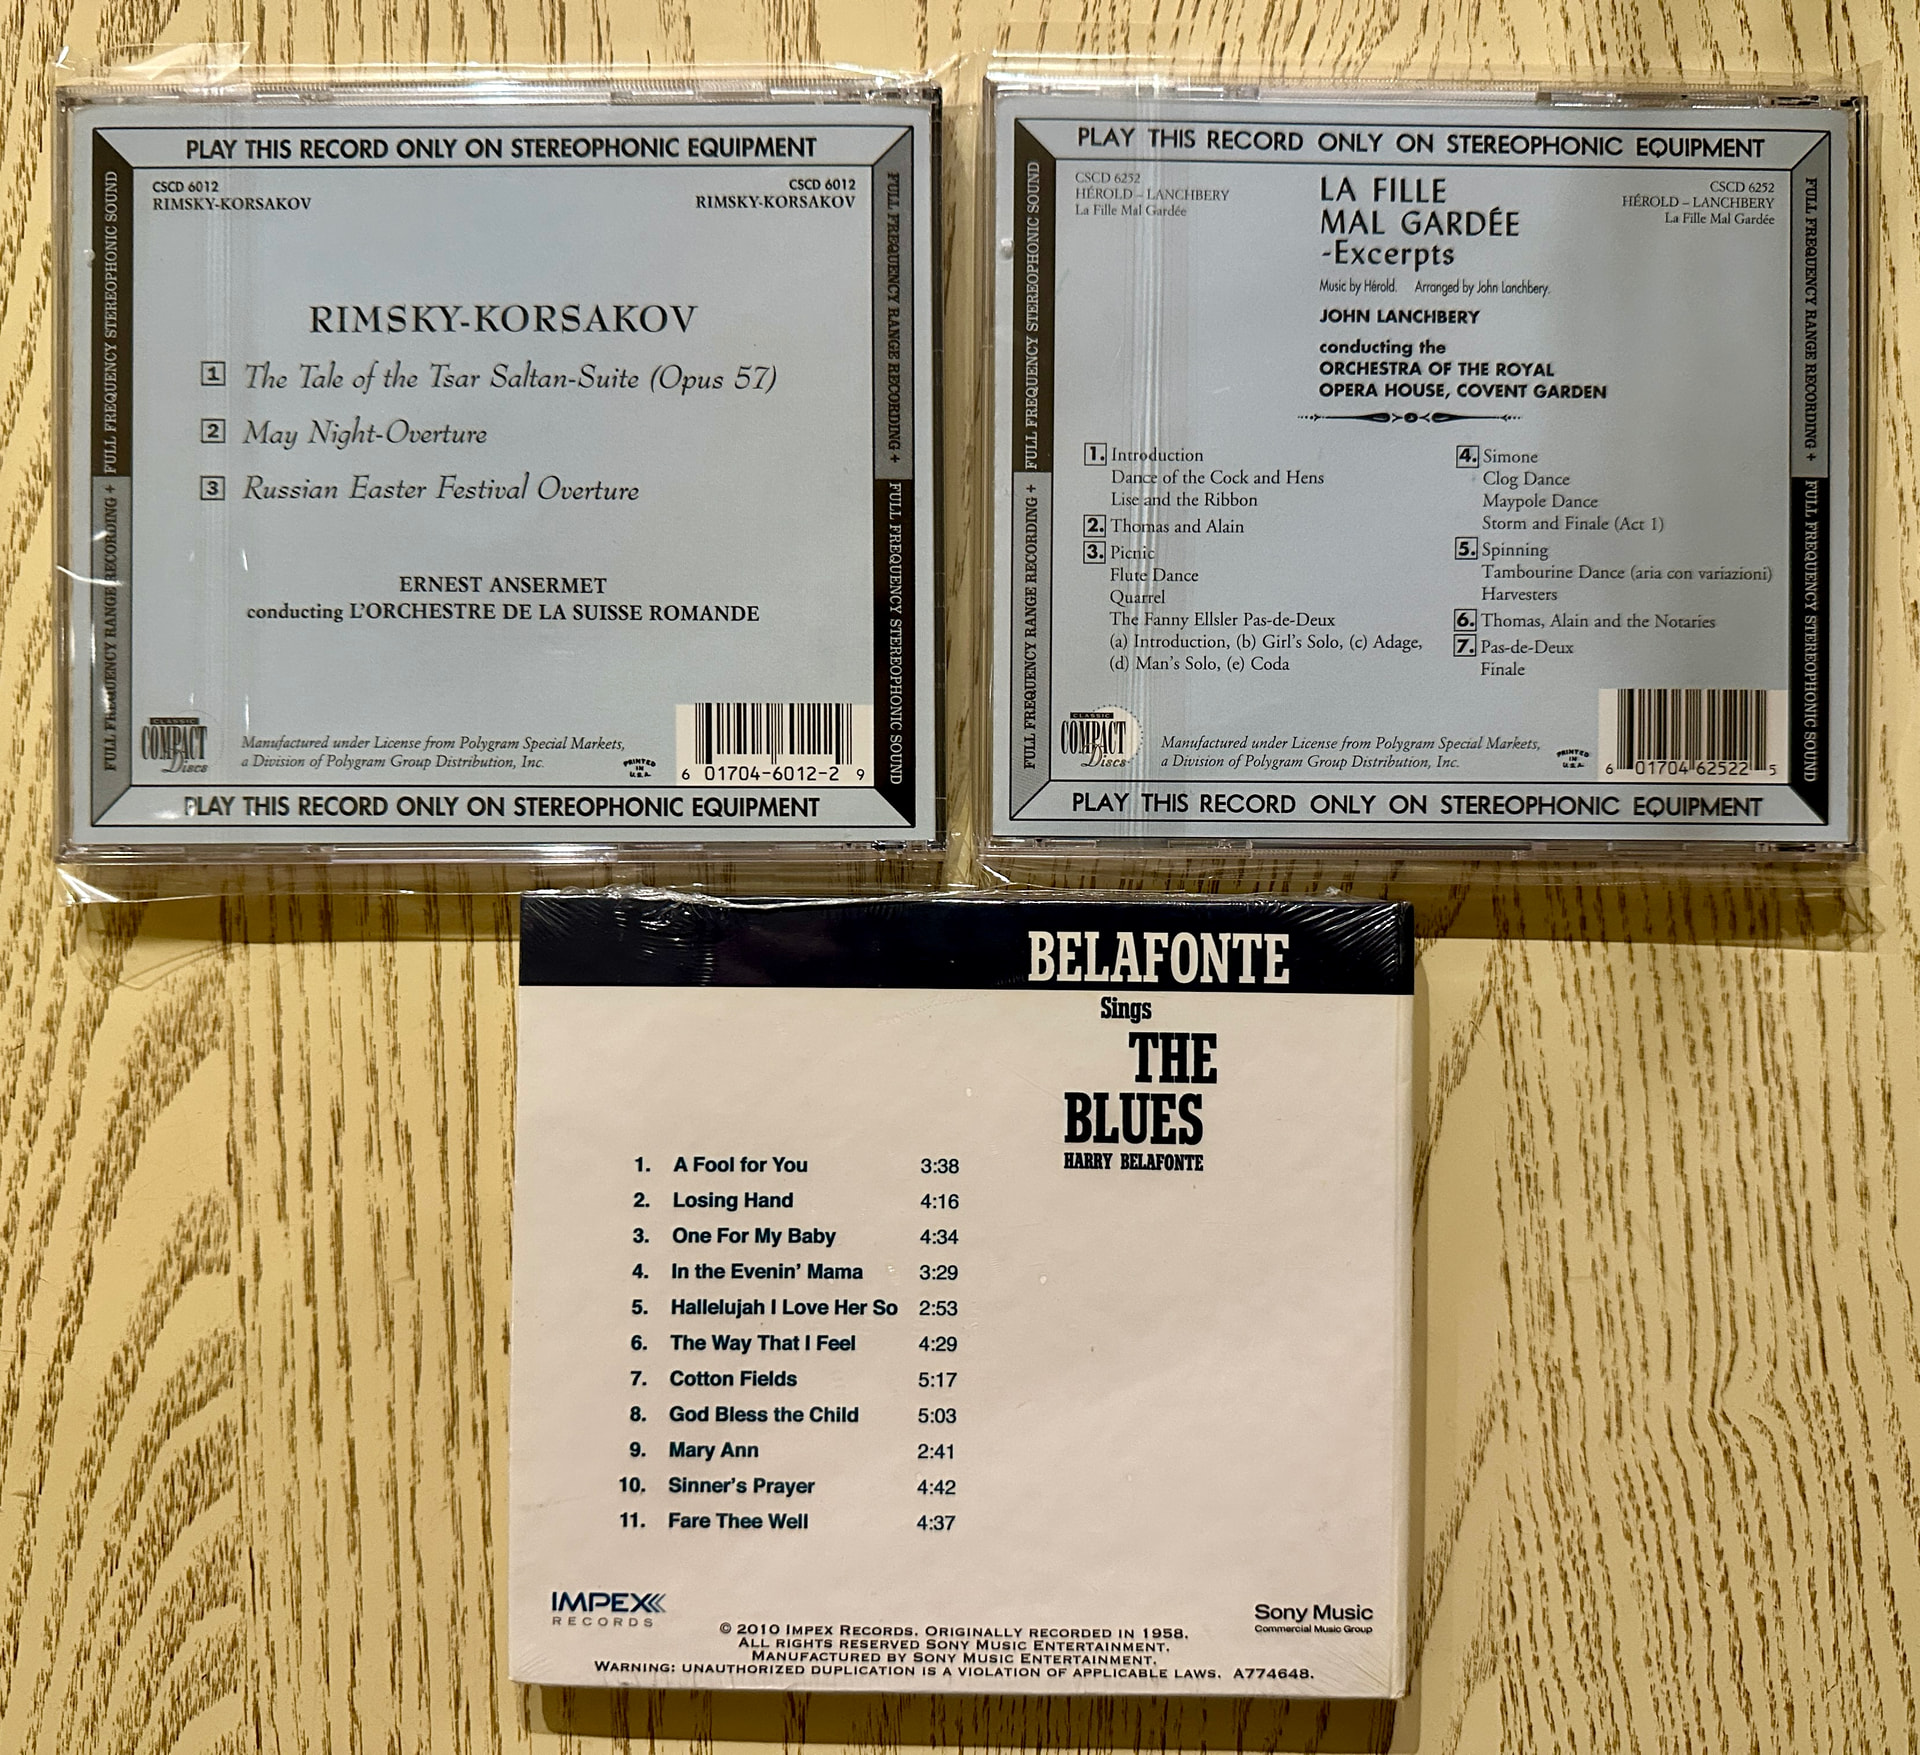 PLAY THIS RECORD ONLY ON STEREOPHONIC EQUIPMENT
CSCD 6012
RIMSKY-KORSAKOV
CSCD 6012
RIMSKY-KORSAKOV
FULL FREQUENCY RANGE RECORDING + FULL FREQUENCY STEREOPHONIC SOUND
FULL FREQUENCY RANGE RECORDING + FULL FREQUENCY STEREOPHONIC SOUND
RIMSKY-KORSAKOV
1 The Tale of the Tsar Saltan-Suite (Opus 57)
2 May Night-Overture
3 Russian Easter Festival Overture
ERNEST ANSERMET
conducting L'ORCHESTRE DE LA SUISSE ROMANDE
CLASSIC
COMPACT
Discs
Manufactured under License from Polygram Special Markets,
a Division of Polygram Group Distribution, Inc.
PRINTED
IN
U.S.A.
6 01704-6012-2 9
PLAY THIS RECORD ONLY ON STEREOPHONIC EQUIPMENT
PLAY THIS RECORD ONLY ON STEREOPHONIC EQUIPMENT
CSCD 6252
HÉROLD – LANCHBERY
La Fille Mal Gardée
LA FILLE
MAL GARDÉE
-Excerpts
CSCD 6252
HÉROLD – LANCHBERY
La Fille Mal Gardée
FULL FREQUENCY RANGE RECORDING + FULL FREQUENCY STEREOPHONIC SOUND
FULL FREQUENCY RANGE RECORDING + FULL FREQUENCY STEREOPHONIC SOUND
Music by Hérold. Arranged by John Lanchbery.
JOHN LANCHBERY
conducting the
ORCHESTRA OF THE ROYAL
OPERA HOUSE, COVENT GARDEN
1. Introduction
Dance of the Cock and Hens
Lise and the Ribbon
2. Thomas and Alain
3. Picnic
Flute Dance
Quarrel
The Fanny Ellsler Pas-de-Deux
(a) Introduction, (b) Girl's Solo, (c) Adage,
(d) Man's Solo, (e) Coda
4. Simone
Clog Dance
Maypole Dance
Storm and Finale (Act 1)
5. Spinning
Tambourine Dance (aria con variazioni)
Harvesters
6. Thomas, Alain and the Notaries
7. Pas-de-Deux
Finale
CLASSIC
COMPACT
Discs
Manufactured under License from Polygram Special Markets,
a Division of Polygram Group Distribution, Inc.
PRINTED
IN
U.S.A.
6 01704 62522 5
PLAY THIS RECORD ONLY ON STEREOPHONIC EQUIPMENT
BELAFONTE
Sings
THE
BLUES
HARRY BELAFONTE
1. A Fool for You 3:38
2. Losing Hand 4:16
3. One For My Baby 4:34
4. In the Evenin' Mama 3:29
5. Hallelujah I Love Her So 2:53
6. The Way That I Feel 4:29
7. Cotton Fields 5:17
8. God Bless the Child 5:03
9. Mary Ann 2:41
10. Sinner's Prayer 4:42
11. Fare Thee Well 4:37
IMPEX
RECORDS
Sony Music
Commercial Music Group
© 2010 IMPEX RECORDS. ORIGINALLY RECORDED IN 1958.
ALL RIGHTS RESERVED SONY MUSIC ENTERTAINMENT.
MANUFACTURED BY SONY MUSIC ENTERTAINMENT.
WARNING: UNAUTHORIZED DUPLICATION IS A VIOLATION OF APPLICABLE LAWS. A774648.